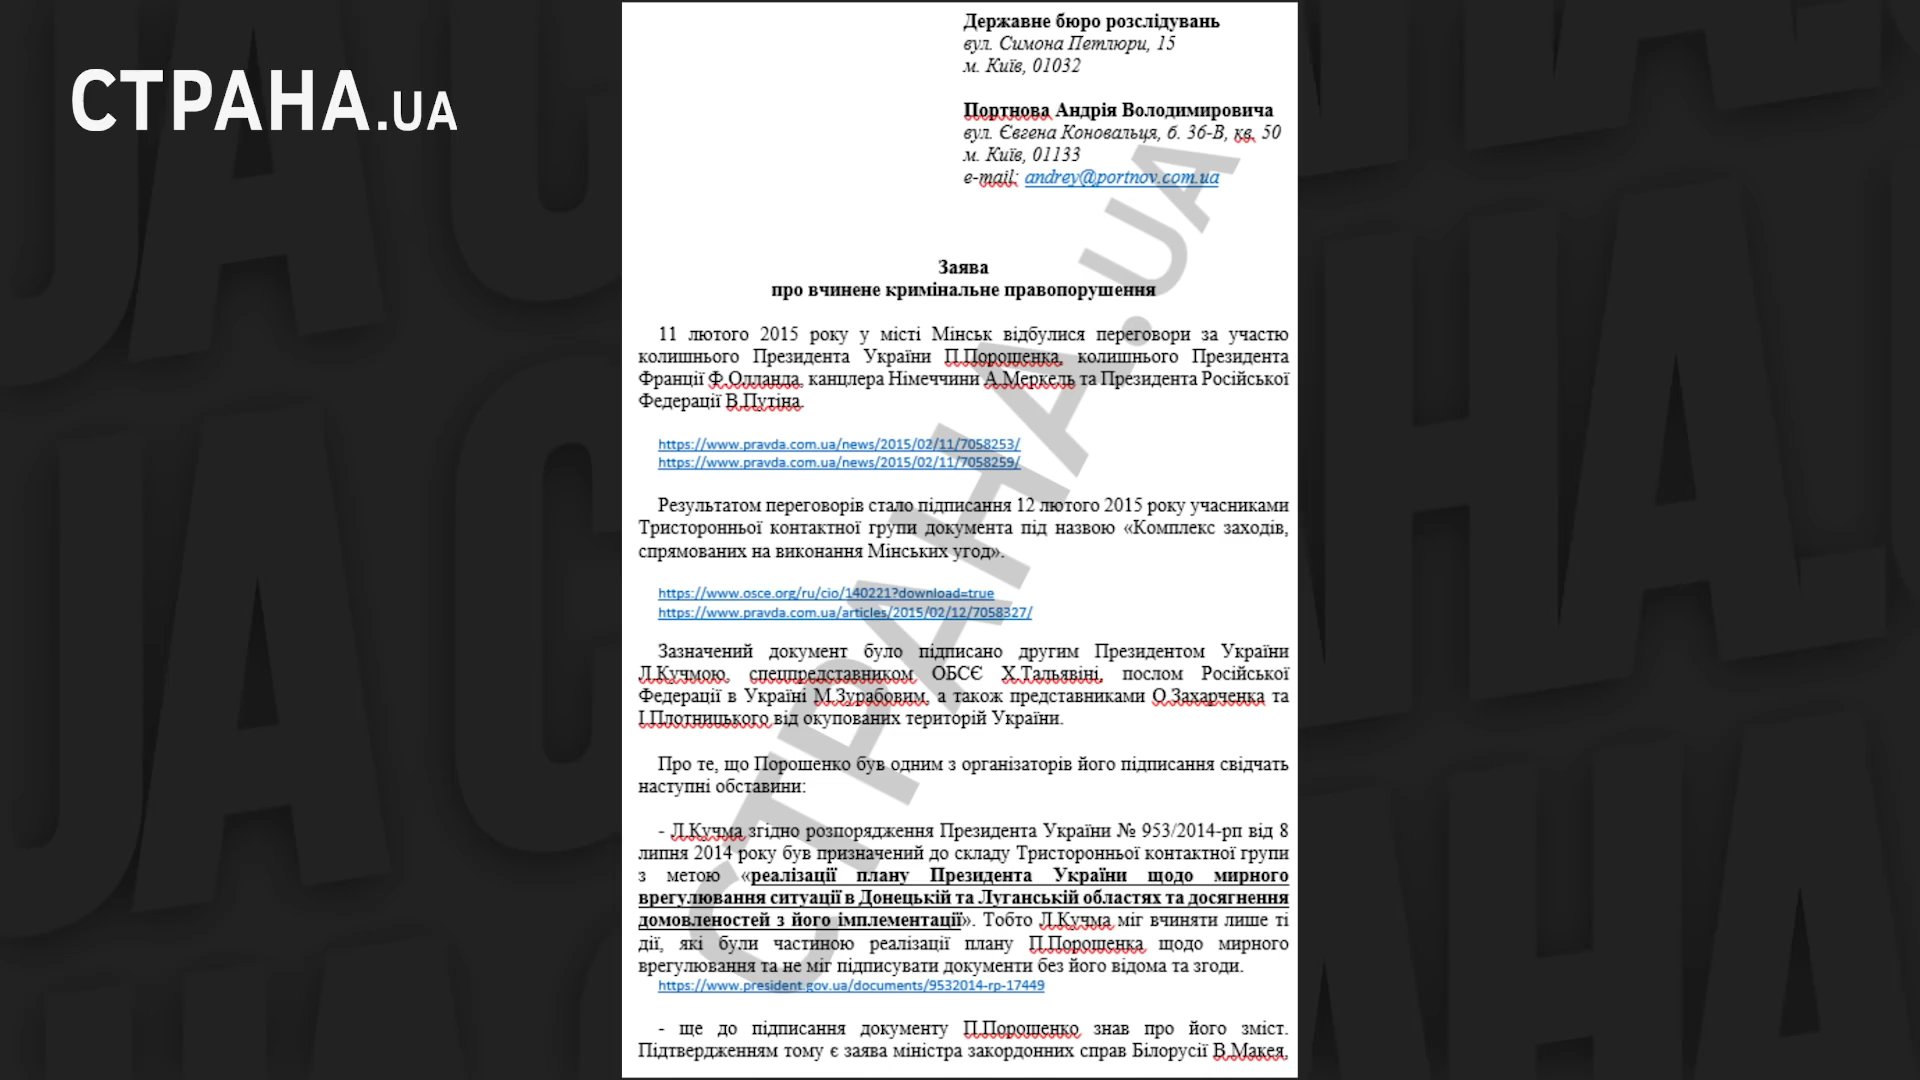 СТРАНА.UA
Державне бюро розслідувань
вул. Симона Петлюри, 15
м. Київ, 01032
Портнова Андрія Володимировича
вул. Євгена Коновальця, б. 36-В, кв. 50
м. Київ, 01133
e-mail: andrey@portnov.com.ua
Заява
про вчинене кримінальне правопорушення
11 лютого 2015 року у місті Мінськ відбулися переговори за участю
колишнього Президента України П.Порошенка, колишнього Президента
Франції Ф.Олланда, канцлера Німеччини А.Меркель та Президента Російської
Федерації В.Путіна.
https://www.pravda.com.ua/news/2015/02/11/7058253/
https://www.pravda.com.ua/news/2015/02/11/7058259/
Результатом переговорів стало підписання 12 лютого 2015 року учасниками
Тристоронньої контактної групи документа під назвою «Комплекс заходів,
спрямованих на виконання Мінських угод».
https://www.osce.org/ru/cio/140221?download=true
https://www.pravda.com.ua/articles/2015/02/12/7058327/
Зазначений документ було підписано другим Президентом України
Л.Кучмою, спецпредставником ОБСЄ Х.Тальявіні, послом Російської
Федерації в Україні М.Зурабовим, а також представниками О.Захарченка та
І.Плотницького від окупованих територій України.
Про те, що Порошенко був одним з організаторів його підписання свідчать
наступні обставини:
- Л.Кучма згідно розпорядження Президента України № 953/2014-рп від 8
липня 2014 року був призначений до складу Тристоронньої контактної групи
з метою «реалізації плану Президента України щодо мирного
врегулювання ситуації в Донецькій та Луганській областях та досягнення
домовленостей з його імплементації». Тобто Л.Кучма міг вчиняти лише ті
дії, які були частиною реалізації плану П.Порошенка щодо мирного
врегулювання та не міг підписувати документи без його відома та згоди.
https://www.president.gov.ua/documents/9532014-rp-17449
- ще до підписання документу П.Порошенко знав про його зміст.
Підтвердженням тому є заява міністра закордонних справ Білорусії В.Макея,
СТРАНА.UA